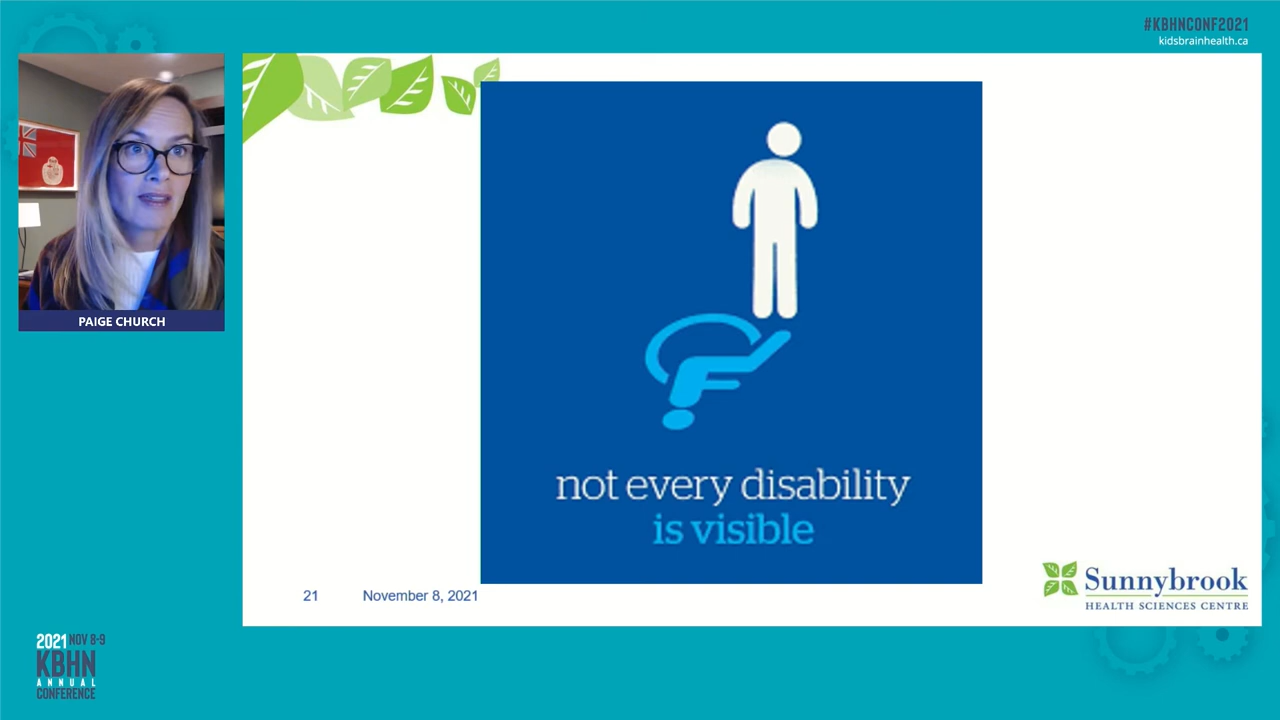 #KBHNCONF2021
kidsbrainhealth.ca
PAIGE CHURCH
not every disability
is visible
21 November 8, 2021
Sunnybrook
HEALTH SCIENCES CENTRE
2021 NOV 8-9
KBHN
ANNUAL
CONFERENCE